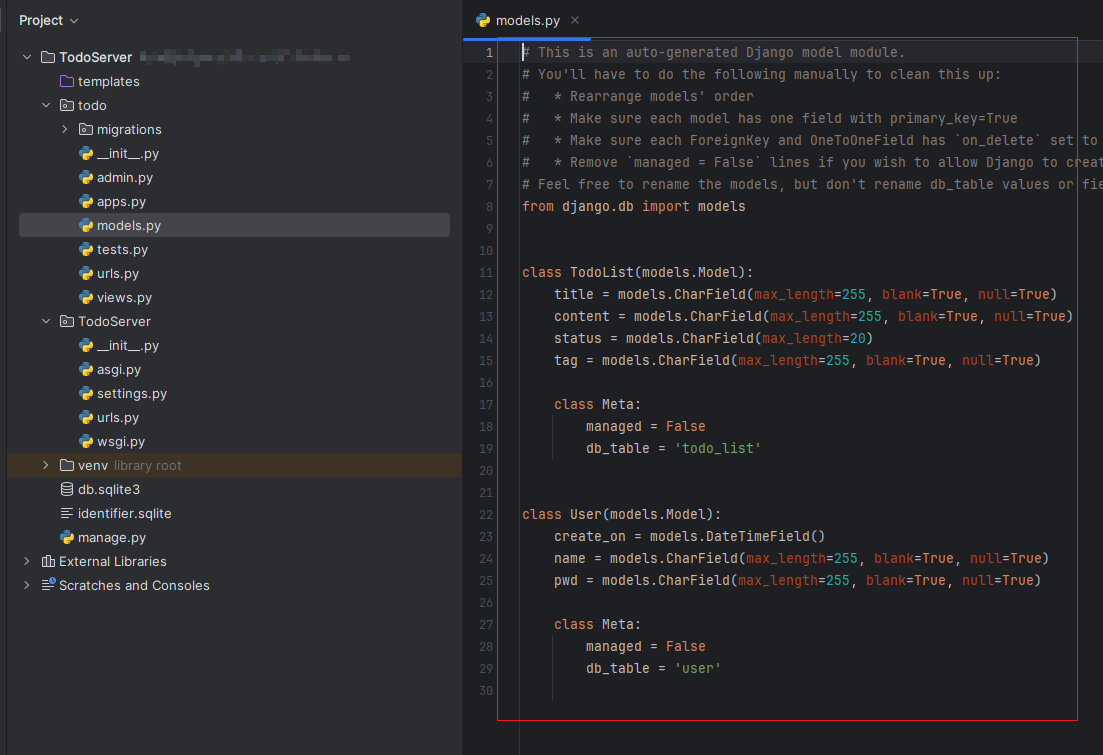 Project
TodoServer
templates
todo
migrations
__init__.py
admin.py
apps.py
models.py
tests.py
urls.py
views.py
TodoServer
__init__.py
asgi.py
settings.py
urls.py
wsgi.py
venv library root
db.sqlite3
identifier.sqlite
manage.py
External Libraries
Scratches and Consoles
models.py
1 # This is an auto-generated Django model module.
2 # You'll have to do the following manually to clean this up:
3 #   * Rearrange models' order
4 #   * Make sure each model has one field with primary_key=True
5 #   * Make sure each ForeignKey and OneToOneField has `on_delete` set to
6 #   * Remove `managed = False` lines if you wish to allow Django to creat
7 # Feel free to rename the models, but don't rename db_table values or fie
8 from django.db import models
9
10
11 class TodoList(models.Model):
12     title = models.CharField(max_length=255, blank=True, null=True)
13     content = models.CharField(max_length=255, blank=True, null=True)
14     status = models.CharField(max_length=20)
15     tag = models.CharField(max_length=255, blank=True, null=True)
16
17     class Meta:
18         managed = False
19         db_table = 'todo_list'
20
21
22 class User(models.Model):
23     create_on = models.DateTimeField()
24     name = models.CharField(max_length=255, blank=True, null=True)
25     pwd = models.CharField(max_length=255, blank=True, null=True)
26
27     class Meta:
28         managed = False
29         db_table = 'user'
30